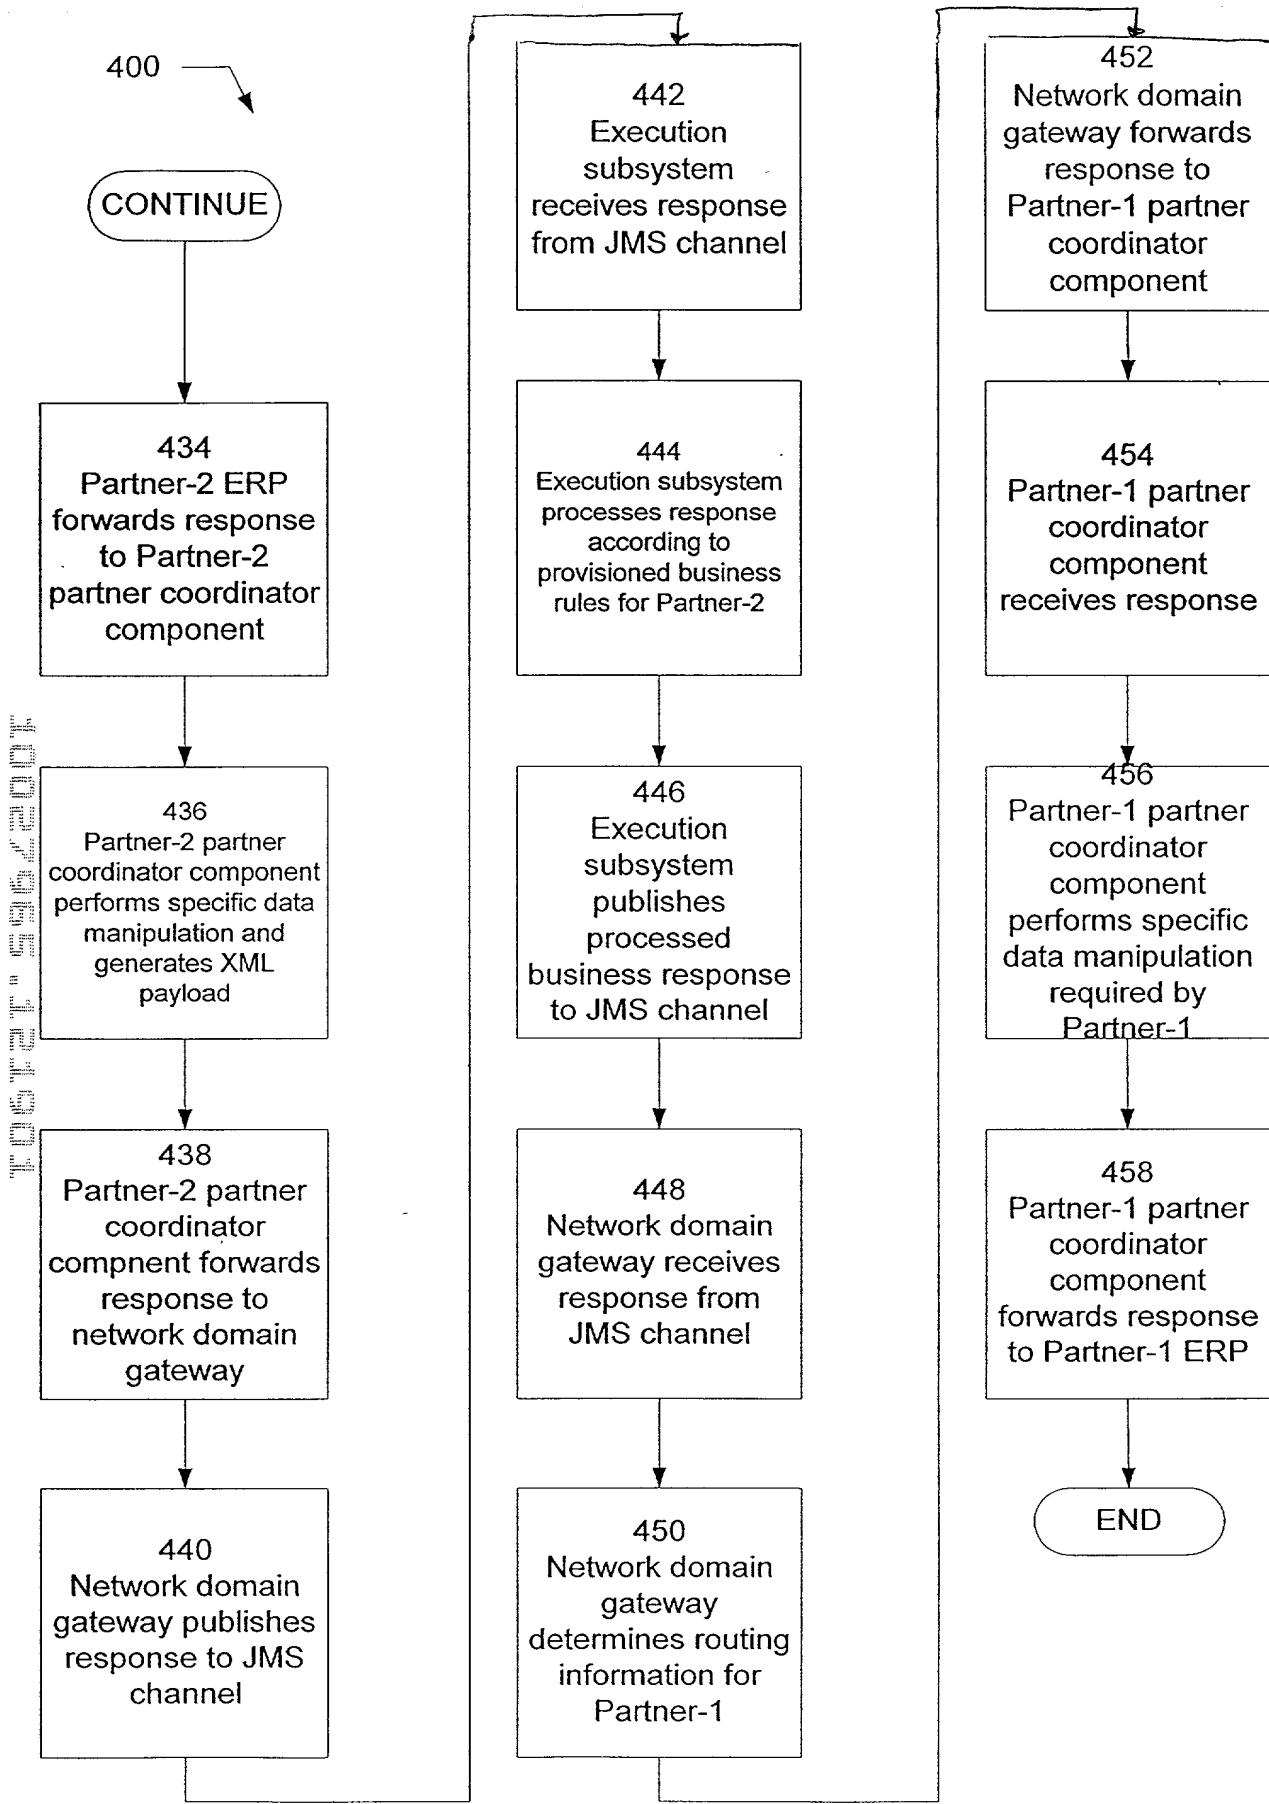 400
CONTINUE
434
Partner-2 ERP
forwards response
to Partner-2
partner coordinator
component
436
Partner-2 partner
coordinator component
performs specific data
manipulation and
generates XML
payload
438
Partner-2 partner
coordinator
compnent forwards
response to
network domain
gateway
440
Network domain
gateway publishes
response to JMS
channel
442
Execution
subsystem
receives response
from JMS channel
444
Execution subsystem
processes response
according to
provisioned business
rules for Partner-2
446
Execution
subsystem
publishes
processed
business response
to JMS channel
448
Network domain
gateway receives
response from
JMS channel
450
Network domain
gateway
determines routing
information for
Partner-1
452
Network domain
gateway forwards
response to
Partner-1 partner
coordinator
component
454
Partner-1 partner
coordinator
component
receives response
456
Partner-1 partner
coordinator
component
performs specific
data manipulation
required by
Partner-1
458
Partner-1 partner
coordinator
component
forwards response
to Partner-1 ERP
END